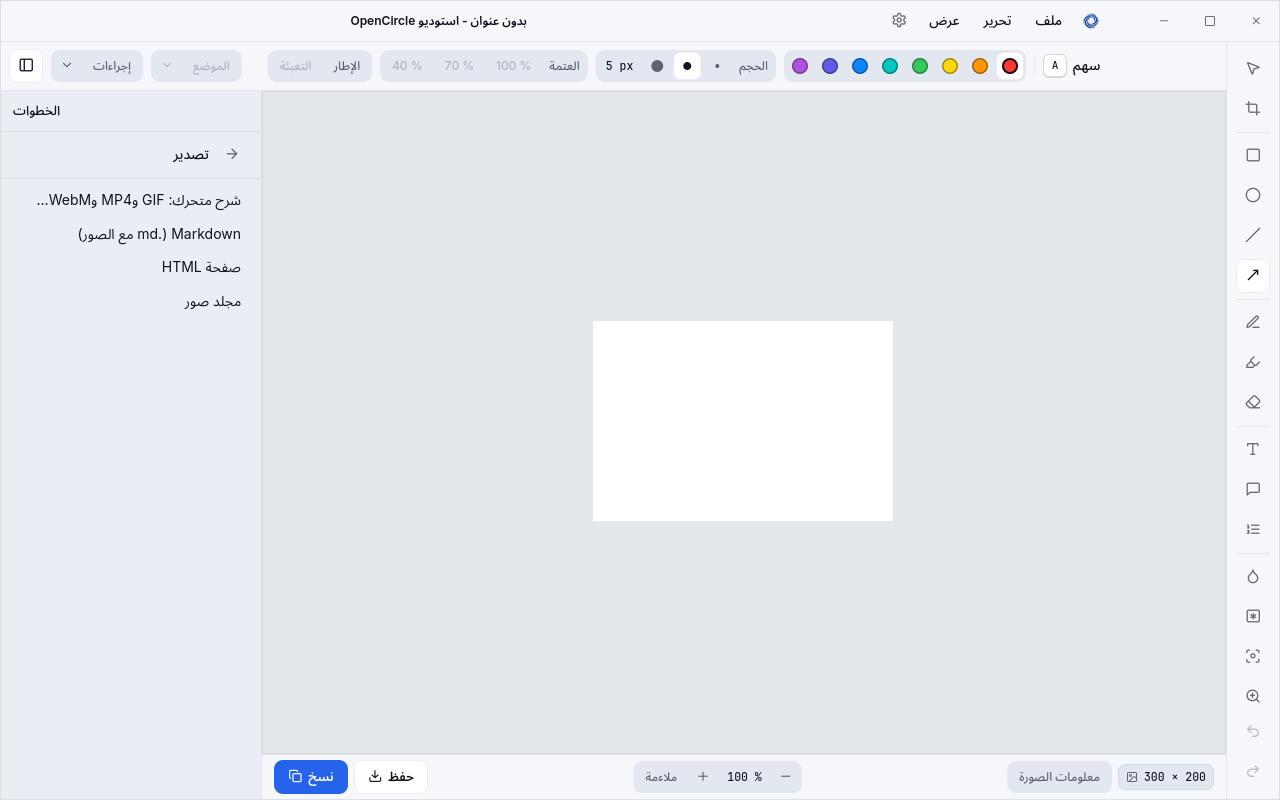 ملف تحرير عرض
بدون عنوان - استوديو OpenCircle
سهم A
الحجم 5 px
العتمة 100 % 70 % 40 %
الإطار التعبئة
الموضع
إجراءات
الخطوات
تصدير
شرح متحرك: GIF وMP4 وWebM...
Markdown (.md مع الصور)
صفحة HTML
مجلد صور
300 × 200
معلومات الصورة
100 %
ملاءمة
حفظ
نسخ